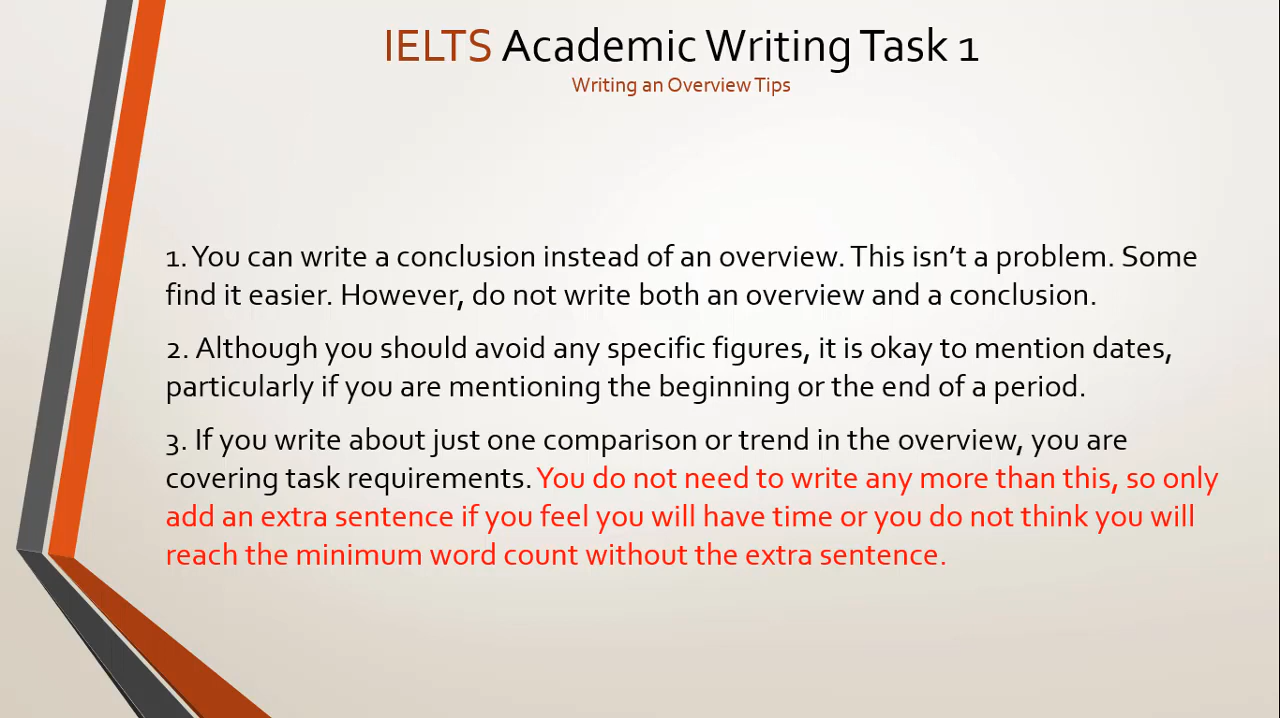 IELTS Academic Writing Task 1
Writing an Overview Tips
1. You can write a conclusion instead of an overview. This isn’t a problem. Some
find it easier. However, do not write both an overview and a conclusion.
2. Although you should avoid any specific figures, it is okay to mention dates,
particularly if you are mentioning the beginning or the end of a period.
3. If you write about just one comparison or trend in the overview, you are
covering task requirements. You do not need to write any more than this, so only
add an extra sentence if you feel you will have time or you do not think you will
reach the minimum word count without the extra sentence.